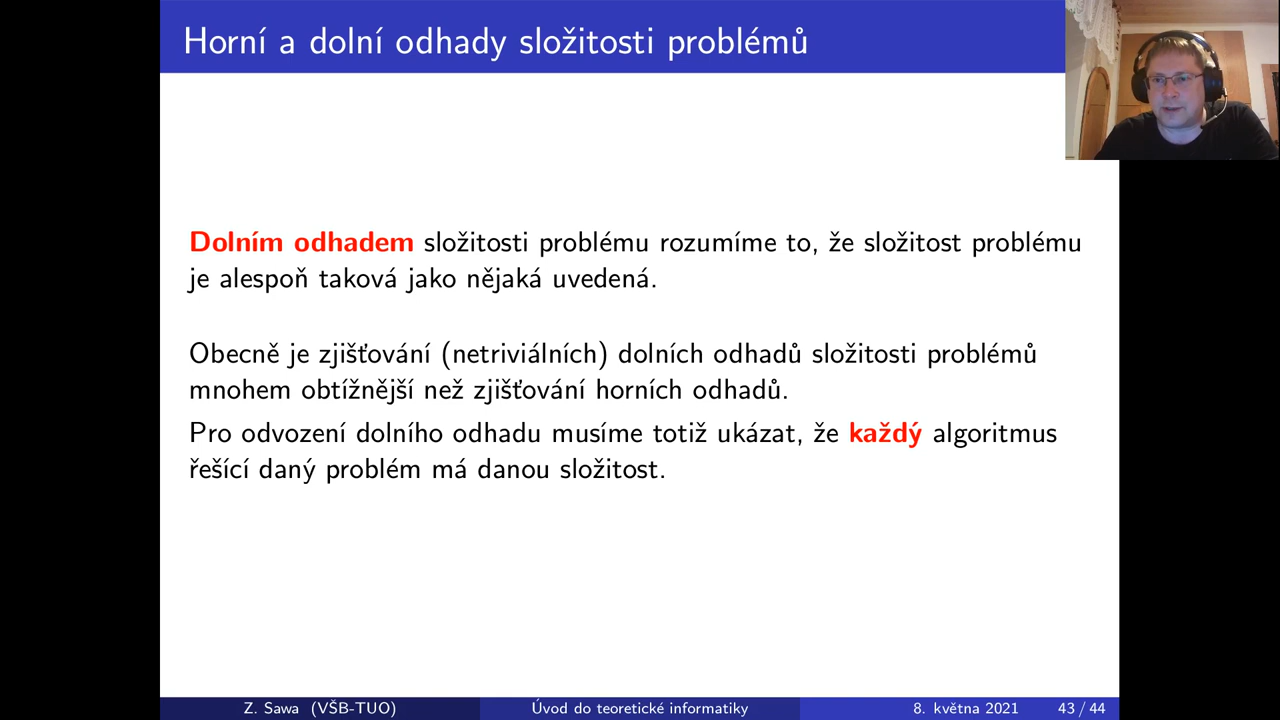 Horní a dolní odhady složitosti problémů
Dolním odhadem složitosti problému rozumíme to, že složitost problému
je alespoň taková jako nějaká uvedená.
Obecně je zjišťování (netriviálních) dolních odhadů složitosti problémů
mnohem obtížnější než zjišťování horních odhadů.
Pro odvození dolního odhadu musíme totiž ukázat, že každý algoritmus
řešící daný problém má danou složitost.
Z. Sawa (VŠB-TUO) Úvod do teoretické informatiky 8. května 2021 43 / 44